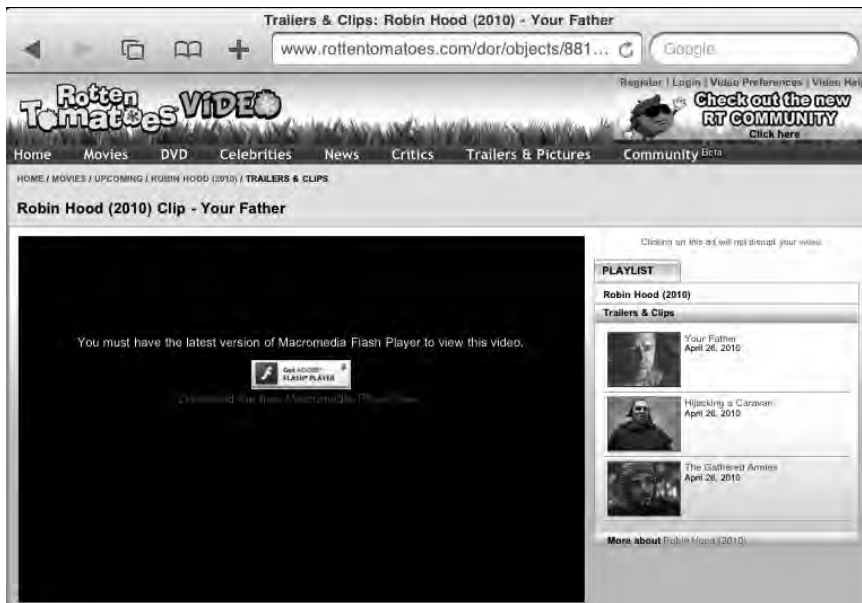 Trailers & Clips: Robin Hood (2010) - Your Father
www.rottentomatoes.com/dor/objects/881...
Google
Register | Login | Video Preferences | Video Hel
Rotten Tomatoes ViDEO
Check out the new
RT COMMUNITY
Click here
Home Movies DVD Celebrities News Critics Trailers & Pictures Community Beta
HOME / MOVIES / UPCOMING / ROBIN HOOD (2010) / TRAILERS & CLIPS
Robin Hood (2010) Clip - Your Father
Clicking on this ad will not disrupt your video
PLAYLIST
Robin Hood (2010)
Trailers & Clips
You must have the latest version of Macromedia Flash Player to view this video.
Get ADOBE®
FLASH® PLAYER
Download the free Macromedia Player now
Your Father
April 26, 2010
Hijacking a Caravan
April 26, 2010
The Gathered Armies
April 26, 2010
More about Robin Hood (2010)